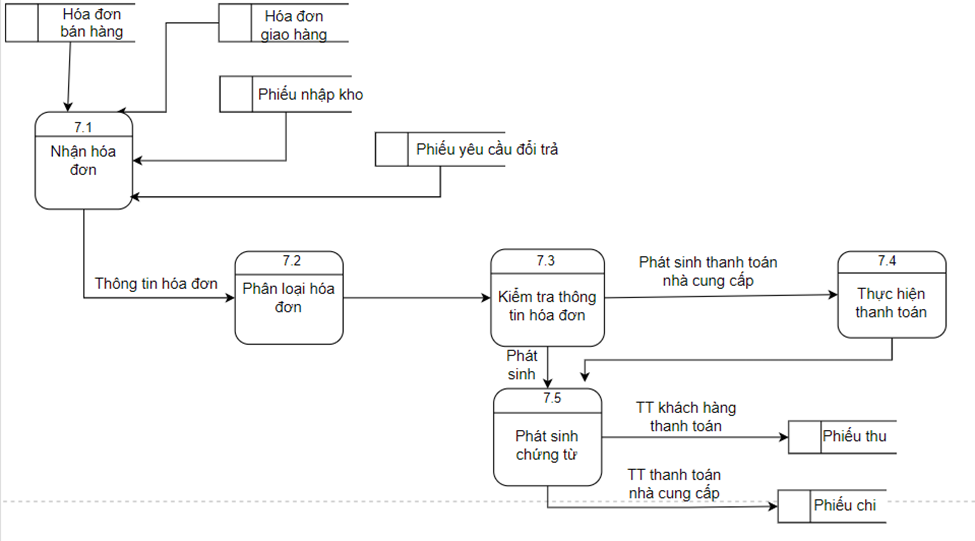 Hóa đơn
bán hàng
Hóa đơn
giao hàng
Phiếu nhập kho
Phiếu yêu cầu đổi trả
7.1
Nhận hóa
đơn
Thông tin hóa đơn
7.2
Phân loại hóa
đơn
7.3
Kiểm tra thông
tin hóa đơn
Phát sinh thanh toán
nhà cung cấp
7.4
Thực hiện
thanh toán
Phát
sinh
7.5
Phát sinh
chứng từ
TT khách hàng
thanh toán
Phiếu thu
TT thanh toán
nhà cung cấp
Phiếu chi